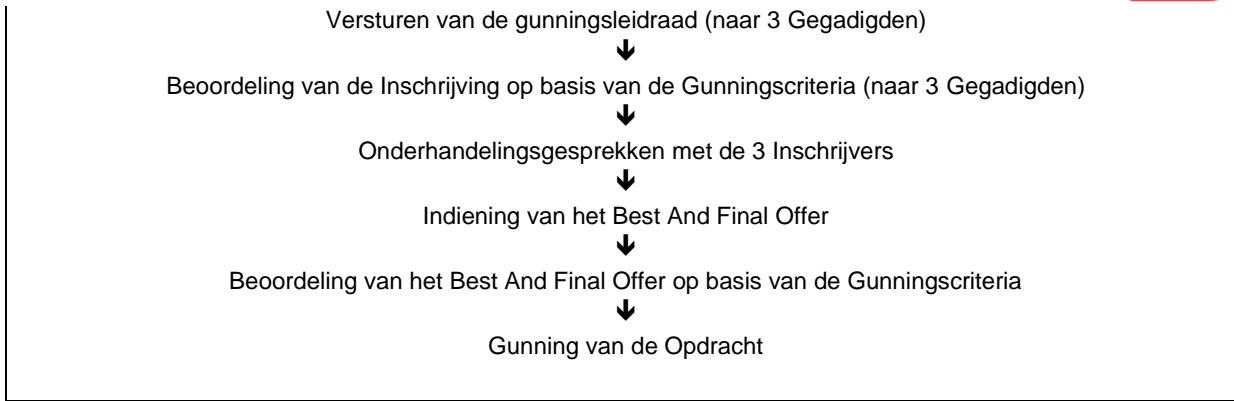 Versturen van de gunningsleidraad (naar 3 Gegadigden)
Beoordeling van de Inschrijving op basis van de Gunningscriteria (naar 3 Gegadigden)
Onderhandelingsgesprekken met de 3 Inschrijvers
Indiening van het Best And Final Offer
Beoordeling van het Best And Final Offer op basis van de Gunningscriteria
Gunning van de Opdracht